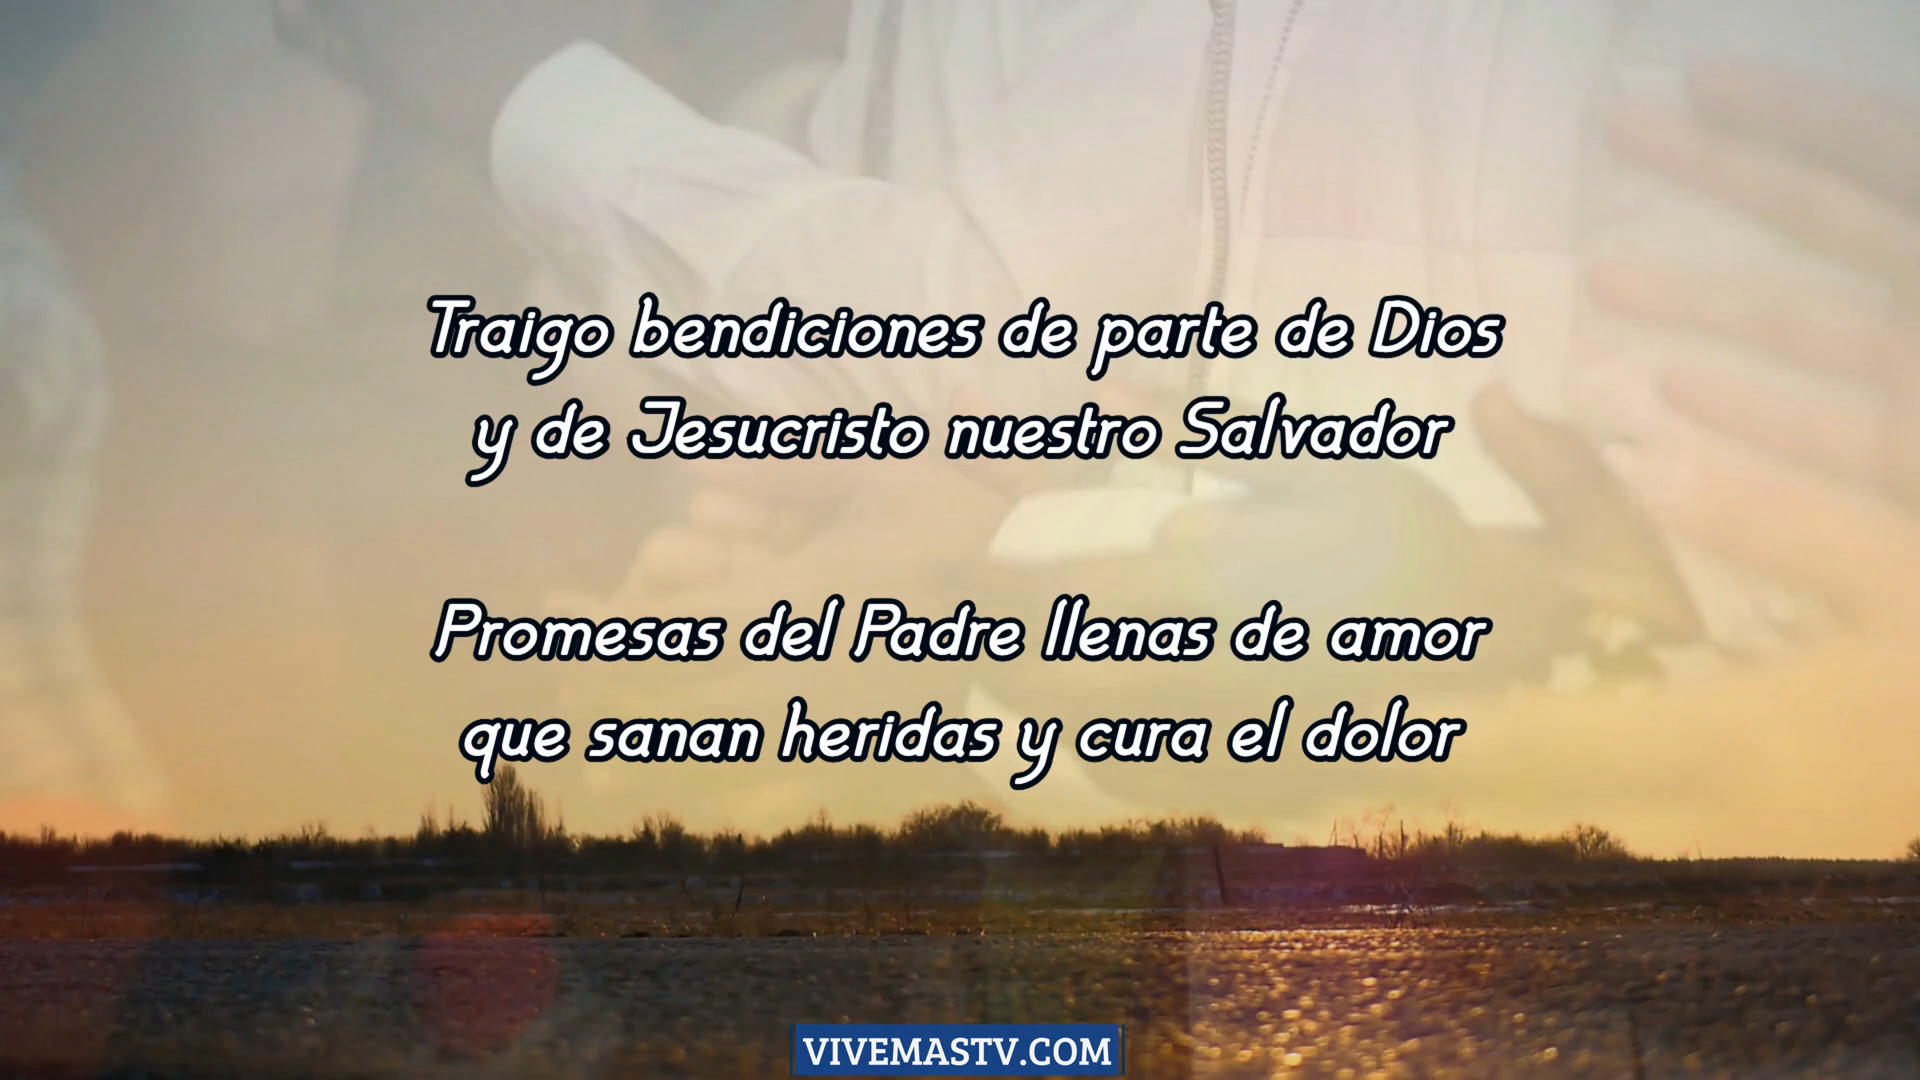 Traigo bendiciones de parte de Dios
y de Jesucristo nuestro Salvador
Promesas del Padre llenas de amor
que sanan heridas y cura el dolor
VIVEMASTV.COM